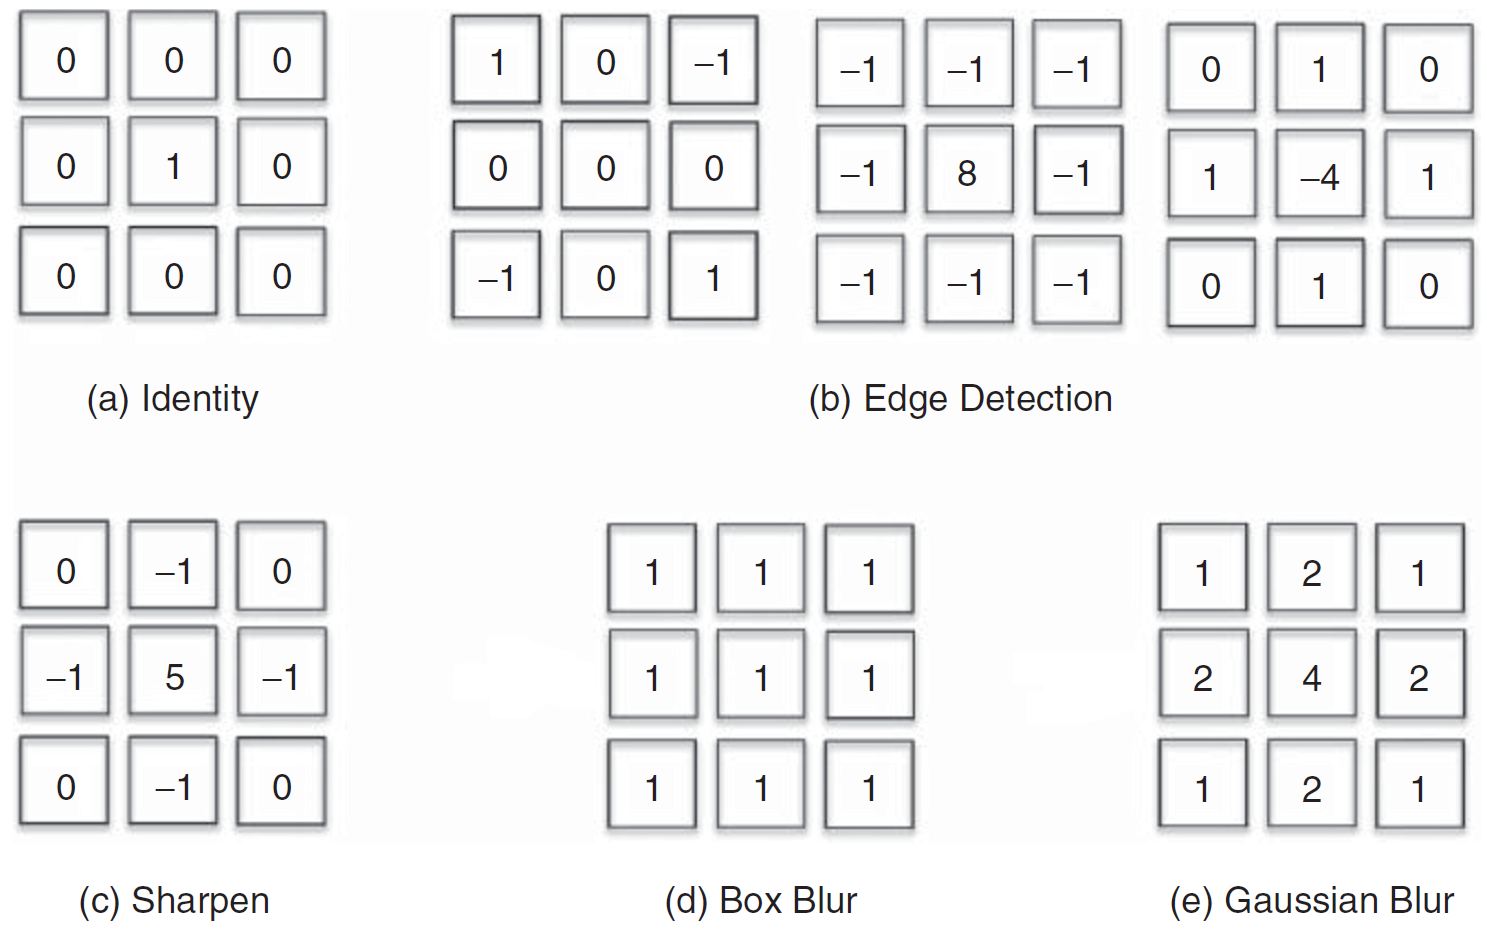 0 0 0
0 1 0
0 0 0
(a) Identity
1 0 –1
0 0 0
–1 0 1
–1 –1 –1
–1 8 –1
–1 –1 –1
0 1 0
1 –4 1
0 1 0
(b) Edge Detection
0 –1 0
–1 5 –1
0 –1 0
(c) Sharpen
1 1 1
1 1 1
1 1 1
(d) Box Blur
1 2 1
2 4 2
1 2 1
(e) Gaussian Blur